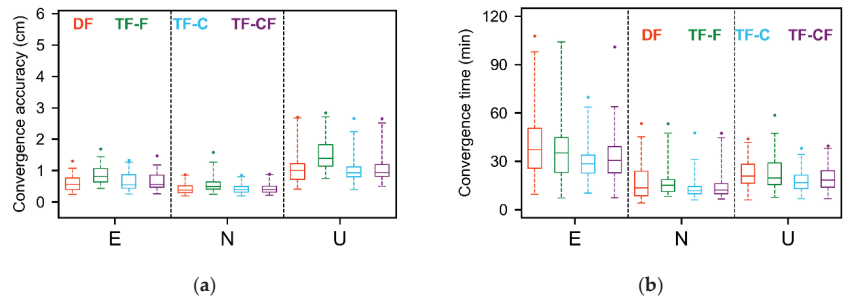 Convergence accuracy (cm)
6
5
4
3
2
1
0
DF TF-F TF-C TF-CF
E N U
(a)
Convergence time (min)
120
90
60
30
0
DF TF-F TF-C TF-CF
E N U
(b)